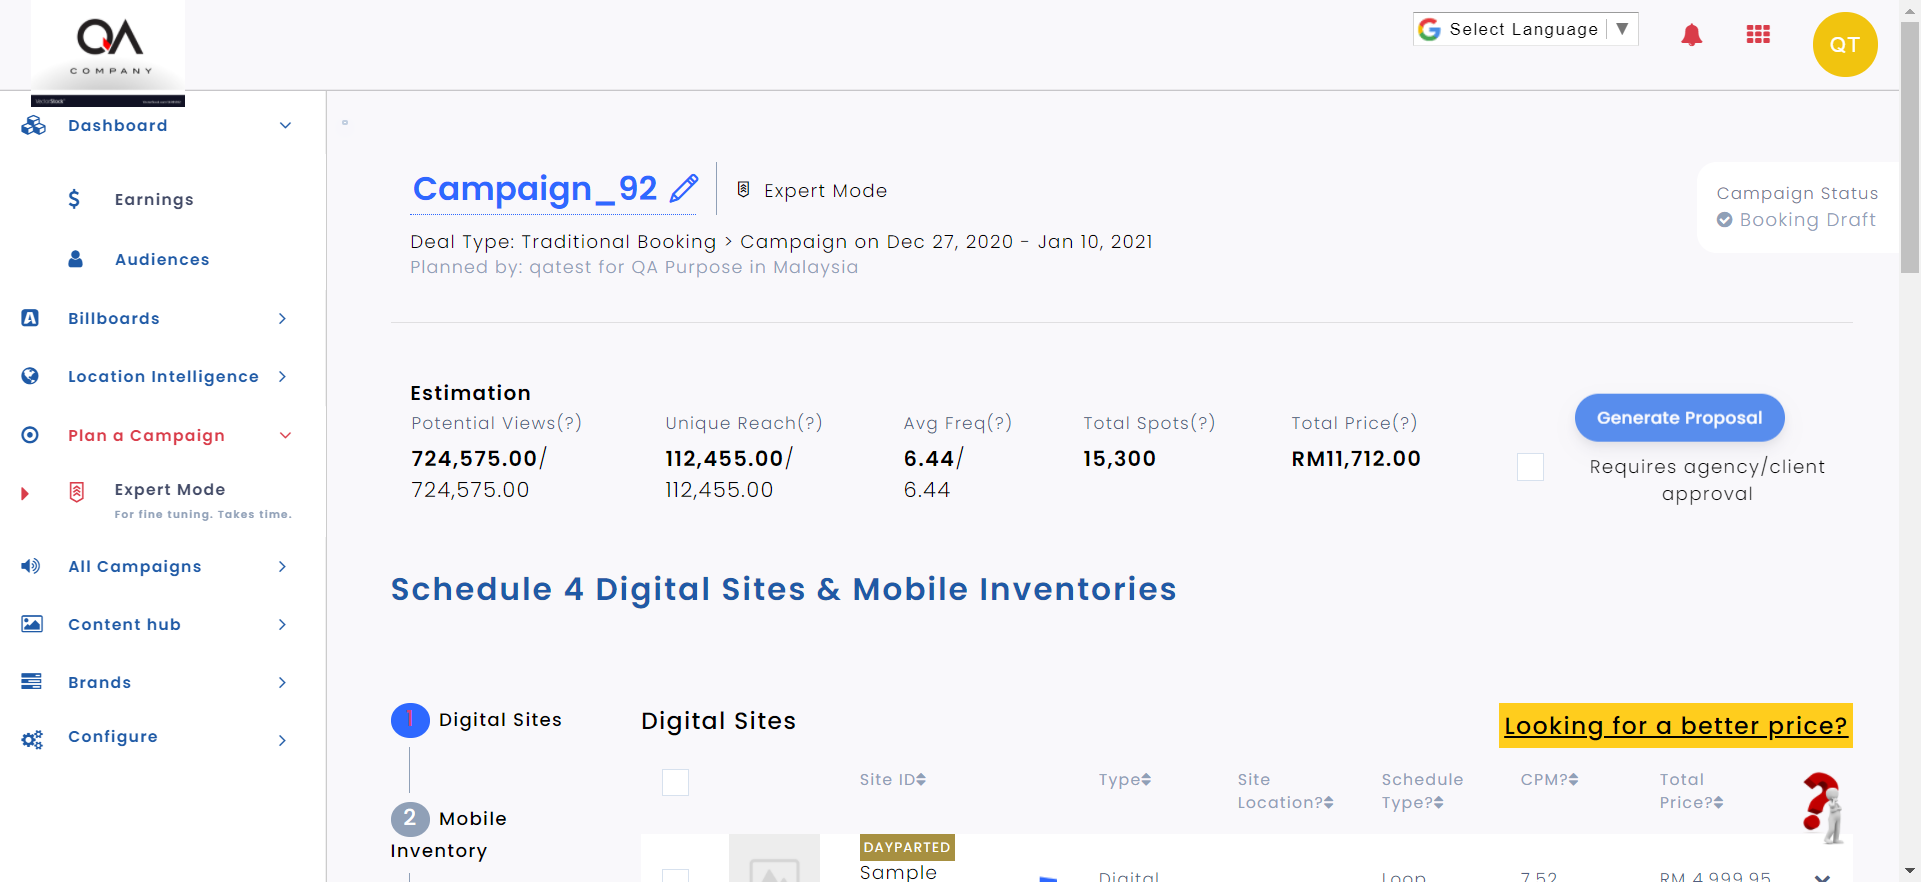 QA
COMPANY
Select Language ▼
QT
Dashboard
Earnings
Audiences
Billboards
Location Intelligence
Plan a Campaign
Expert Mode
For fine tuning. Takes time.
All Campaigns
Content hub
Brands
Configure
Campaign_92
Expert Mode
Deal Type: Traditional Booking > Campaign on Dec 27, 2020 - Jan 10, 2021
Planned by: qatest for QA Purpose in Malaysia
Campaign Status
Booking Draft
Estimation
Potential Views(?) Unique Reach(?) Avg Freq(?) Total Spots(?) Total Price(?)
724,575.00/ 112,455.00/ 6.44/ 15,300 RM11,712.00
724,575.00 112,455.00 6.44
Generate Proposal
Requires agency/client
approval
Schedule 4 Digital Sites & Mobile Inventories
1 Digital Sites
2 Mobile
Inventory
Digital Sites
Looking for a better price?
Site ID Type Site Location? Schedule Type? CPM? Total Price?
DAYPARTED
Sample
Digital Loop 7.52 RM 4,999.95